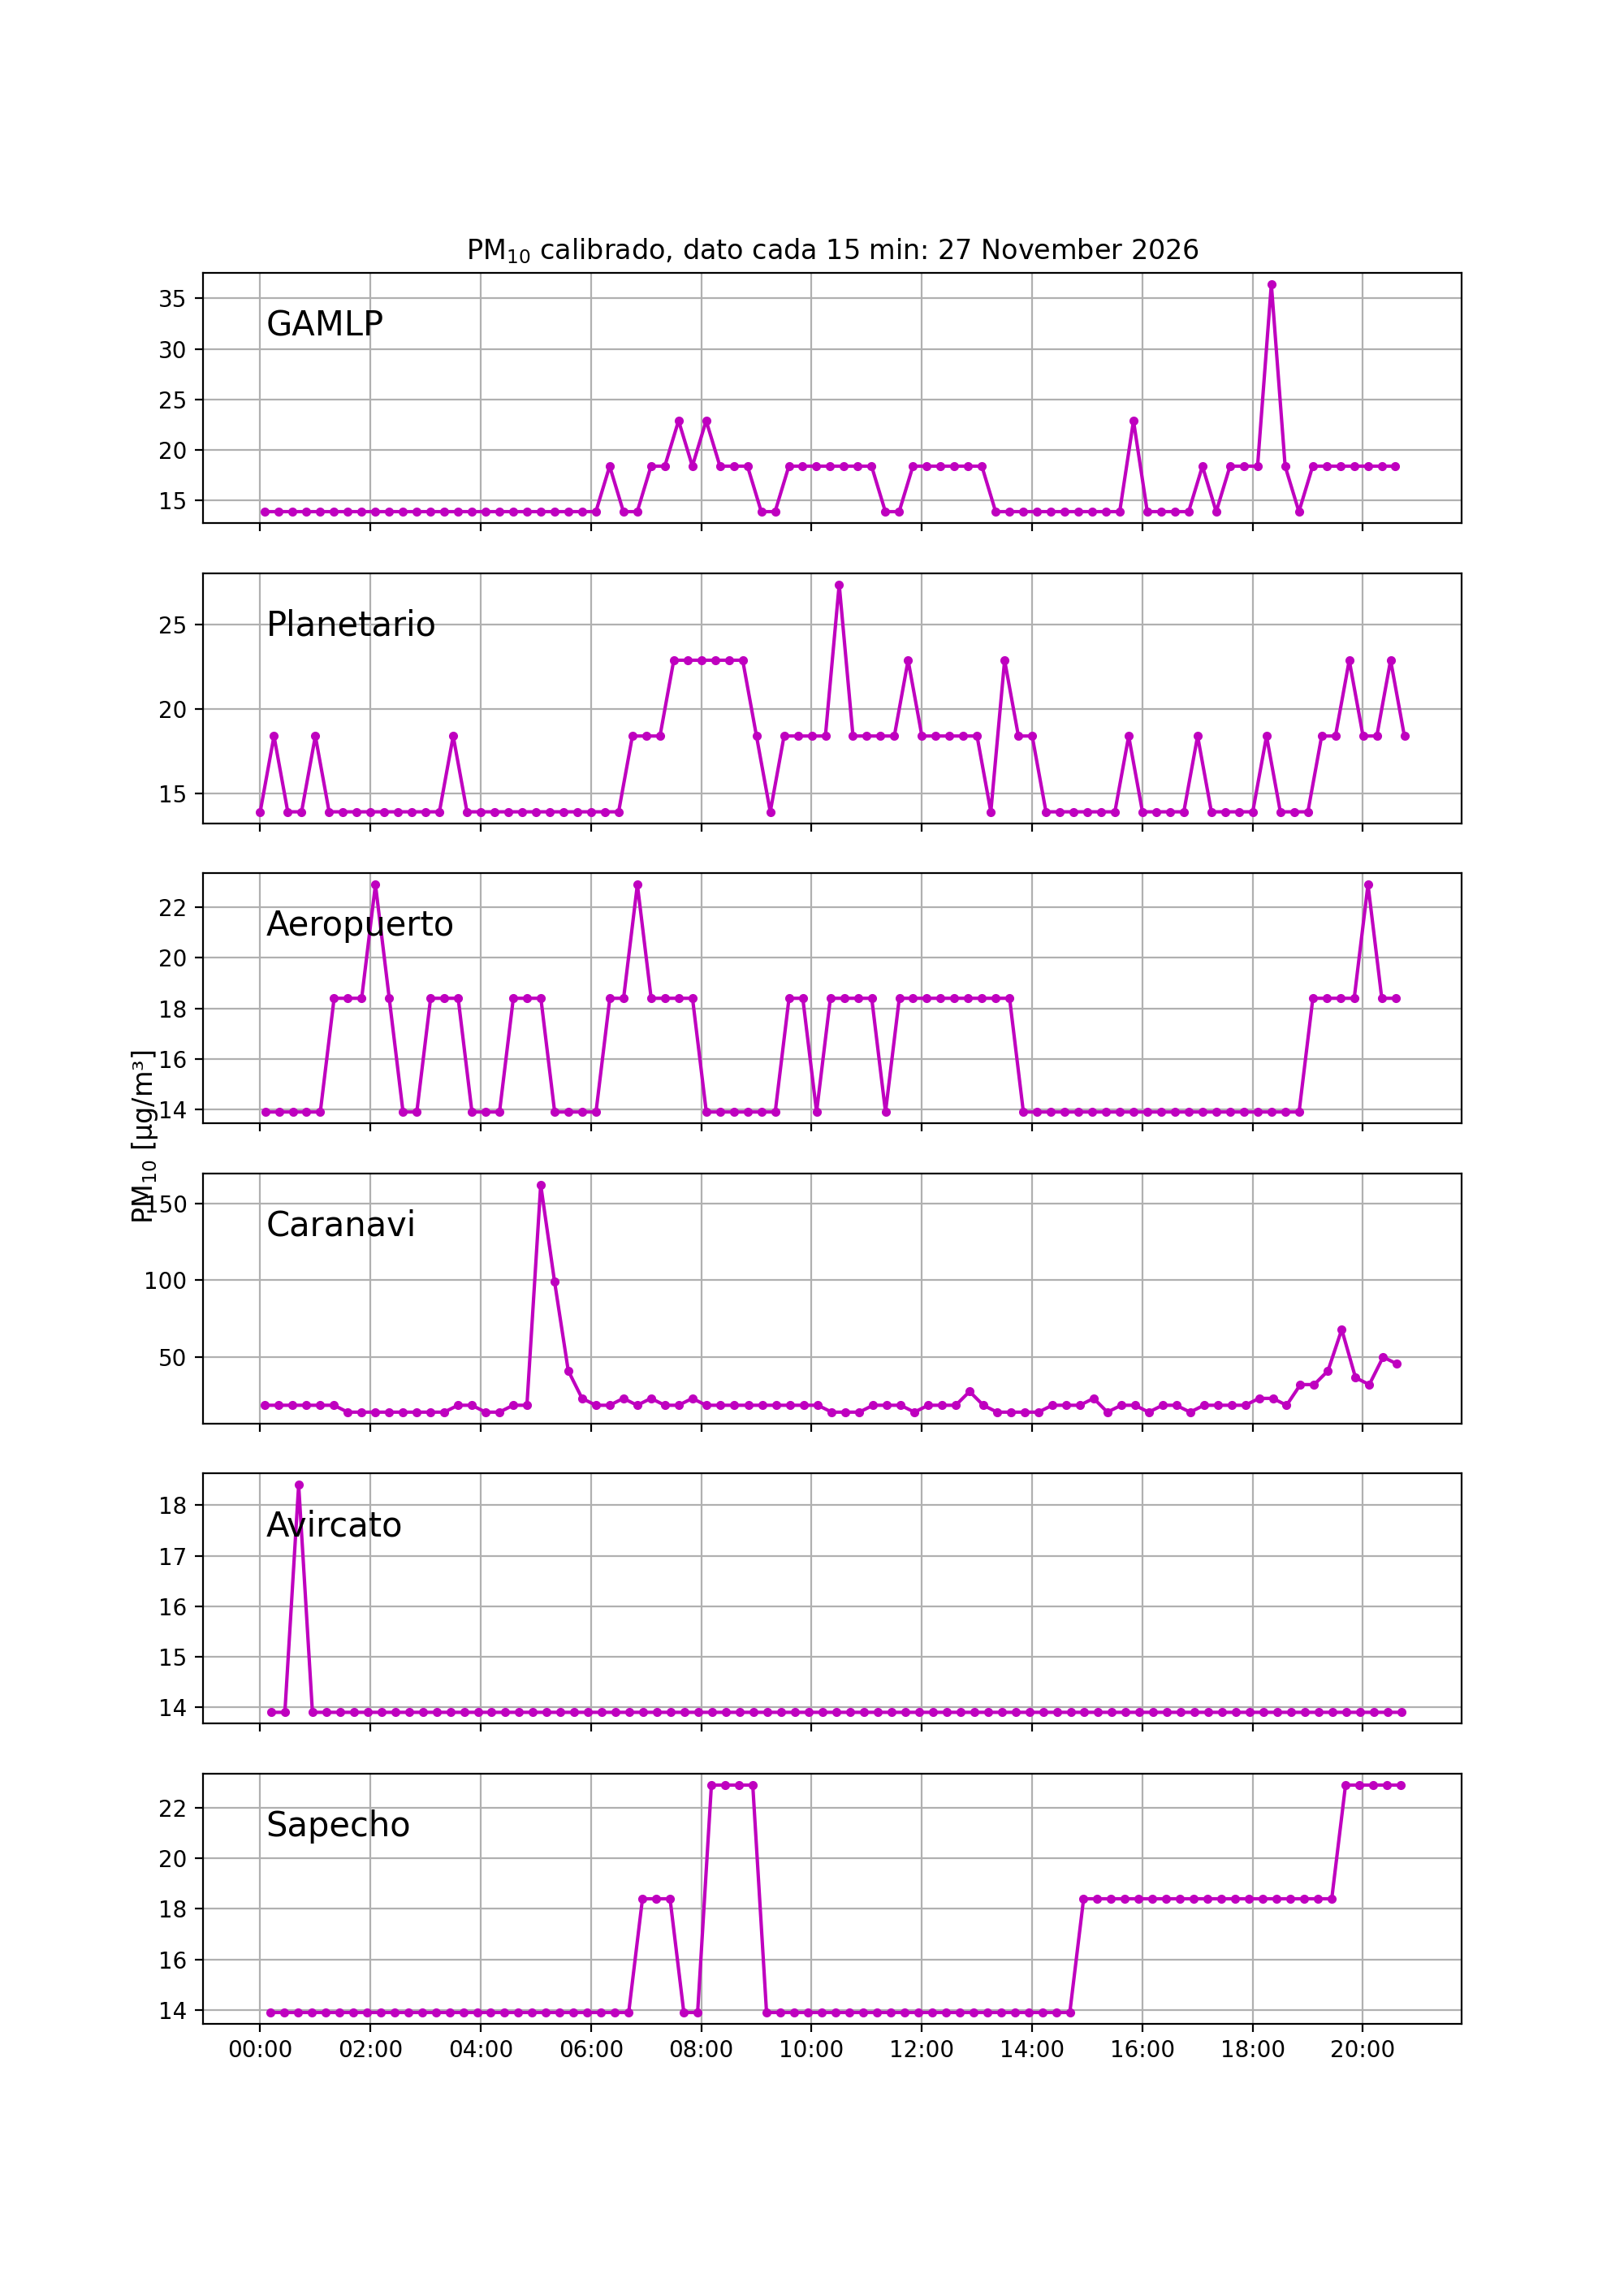 PM₁₀ calibrado, dato cada 15 min: 27 November 2026
35
30
25
20
15
GAMLP
25
20
15
Planetario
22
20
18
16
14
Aeropuerto
PM₁₀ [µg/m³]
150
100
50
Caranavi
18
17
16
15
14
Avircato
22
20
18
16
14
Sapecho
00:00 02:00 04:00 06:00 08:00 10:00 12:00 14:00 16:00 18:00 20:00